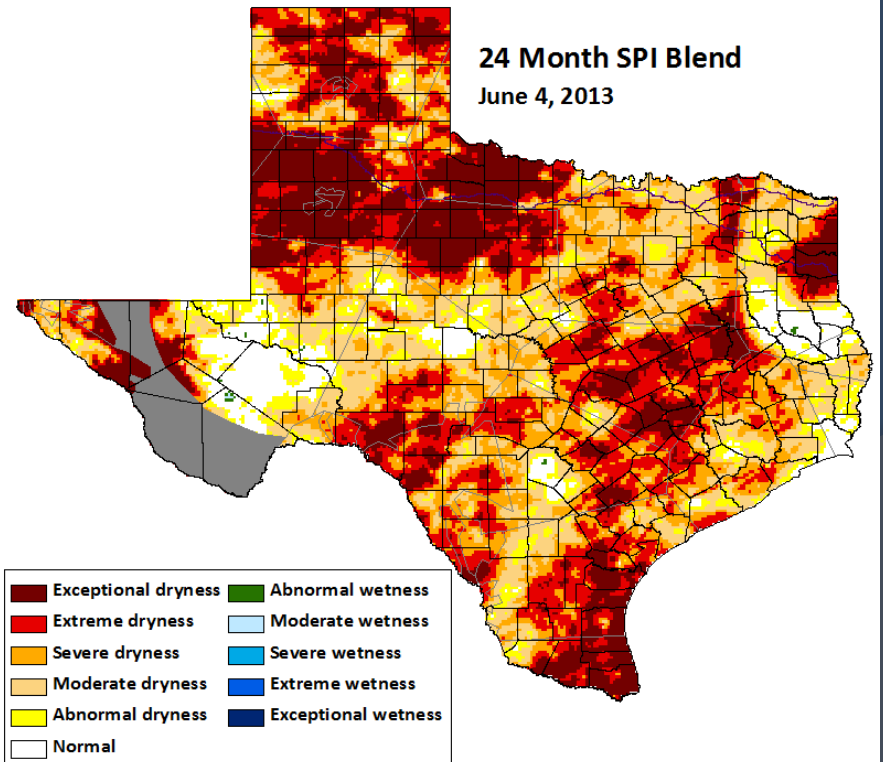 24 Month SPI Blend
June 4, 2013
Exceptional dryness
Abnormal wetness
Extreme dryness
Moderate wetness
Severe dryness
Severe wetness
Moderate dryness
Extreme wetness
Abnormal dryness
Exceptional wetness
Normal